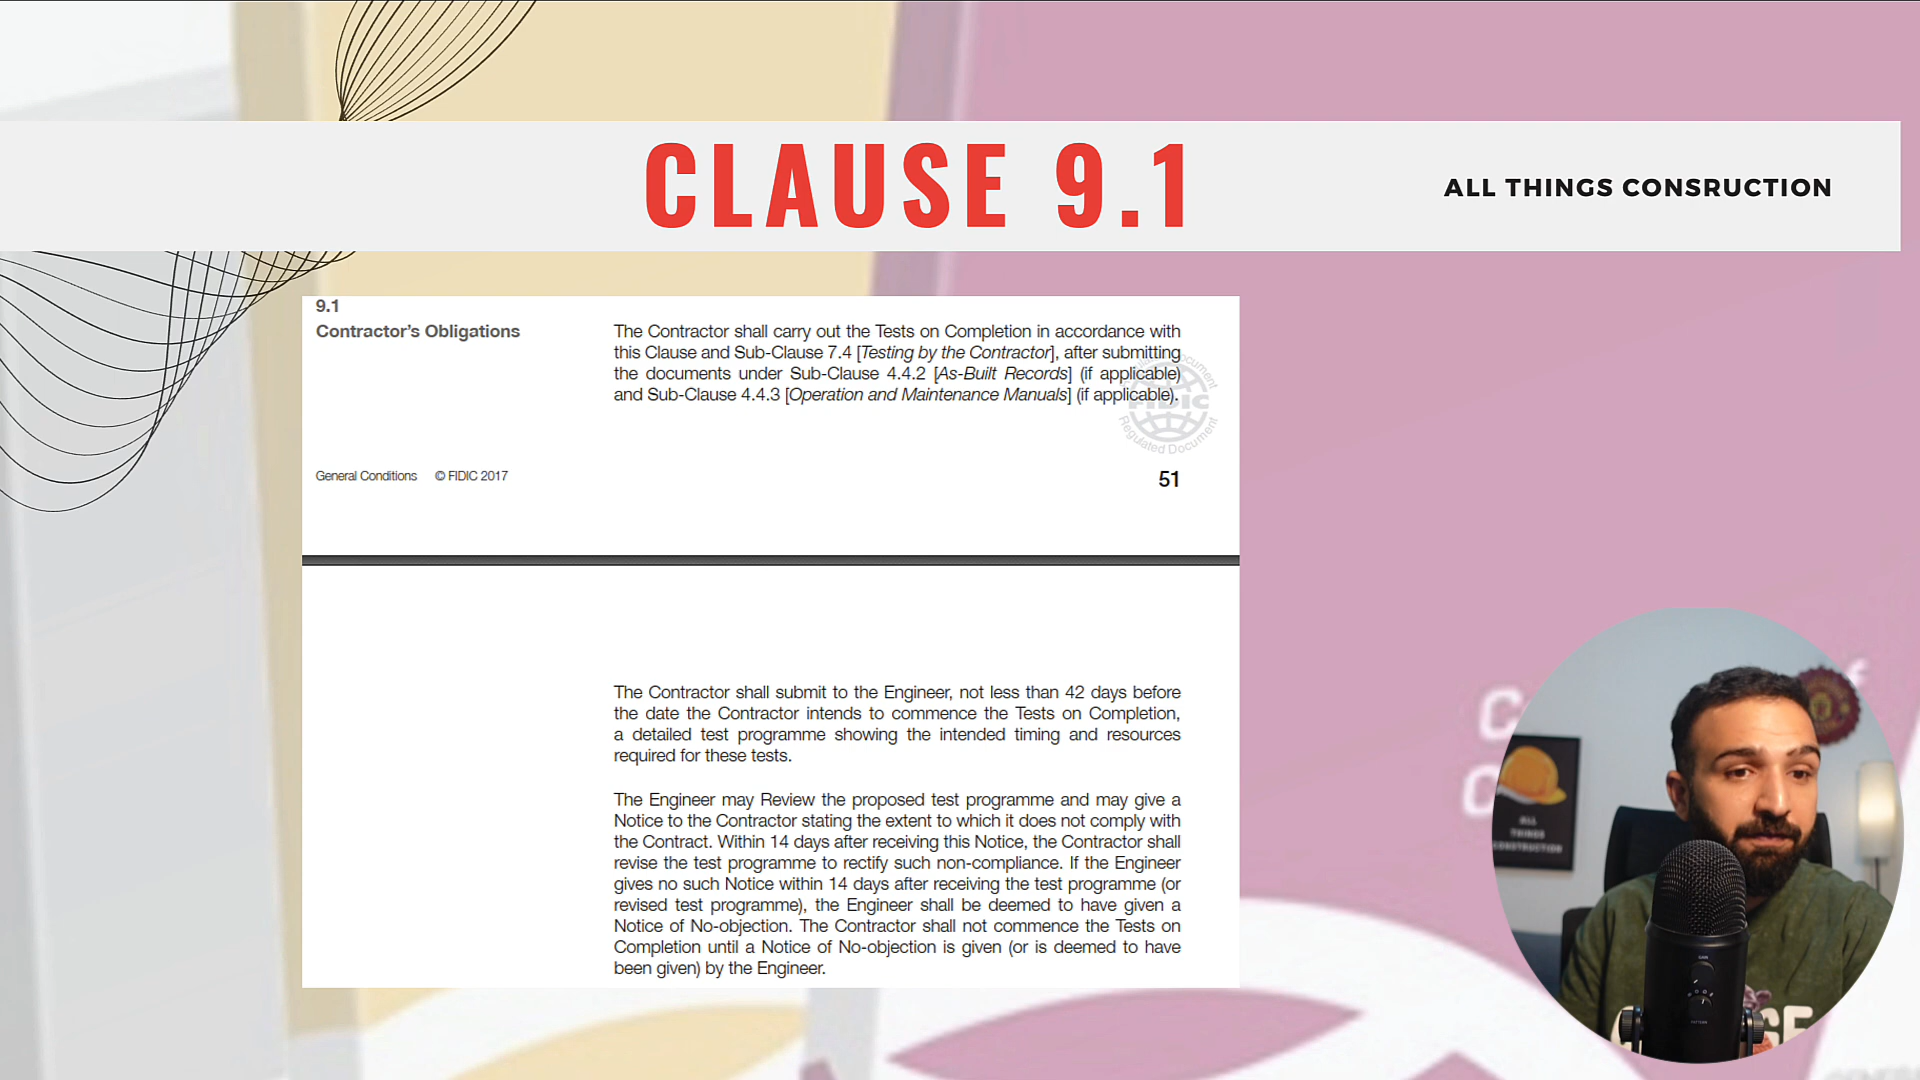 CLAUSE 9.1
ALL THINGS CONSRUCTION
9.1
Contractor's Obligations
The Contractor shall carry out the Tests on Completion in accordance with
this Clause and Sub-Clause 7.4 [Testing by the Contractor], after submitting
the documents under Sub-Clause 4.4.2 [As-Built Records] (if applicable)
and Sub-Clause 4.4.3 [Operation and Maintenance Manuals] (if applicable).
FIDIC
Regulated Document
General Conditions © FIDIC 2017
51
The Contractor shall submit to the Engineer, not less than 42 days before
the date the Contractor intends to commence the Tests on Completion,
a detailed test programme showing the intended timing and resources
required for these tests.
The Engineer may Review the proposed test programme and may give a
Notice to the Contractor stating the extent to which it does not comply with
the Contract. Within 14 days after receiving this Notice, the Contractor shall
revise the test programme to rectify such non-compliance. If the Engineer
gives no such Notice within 14 days after receiving the test programme (or
revised test programme), the Engineer shall be deemed to have given a
Notice of No-objection. The Contractor shall not commence the Tests on
Completion until a Notice of No-objection is given (or is deemed to have
been given) by the Engineer.
ALL
THINGS
CONSTRUCTION